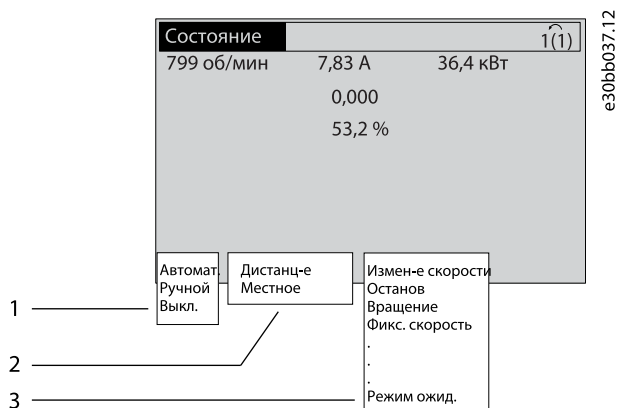 Состояние
1(1)
799 об/мин 7,83 А 36,4 кВт
0,000
53,2 %
Автомат.
Ручной
Выкл.
Дистанц-е
Местное
Измен-е скорости
Останов
Вращение
Фикс. скорость
.
.
.
Режим ожид.
1
2
3
e30bb037.12